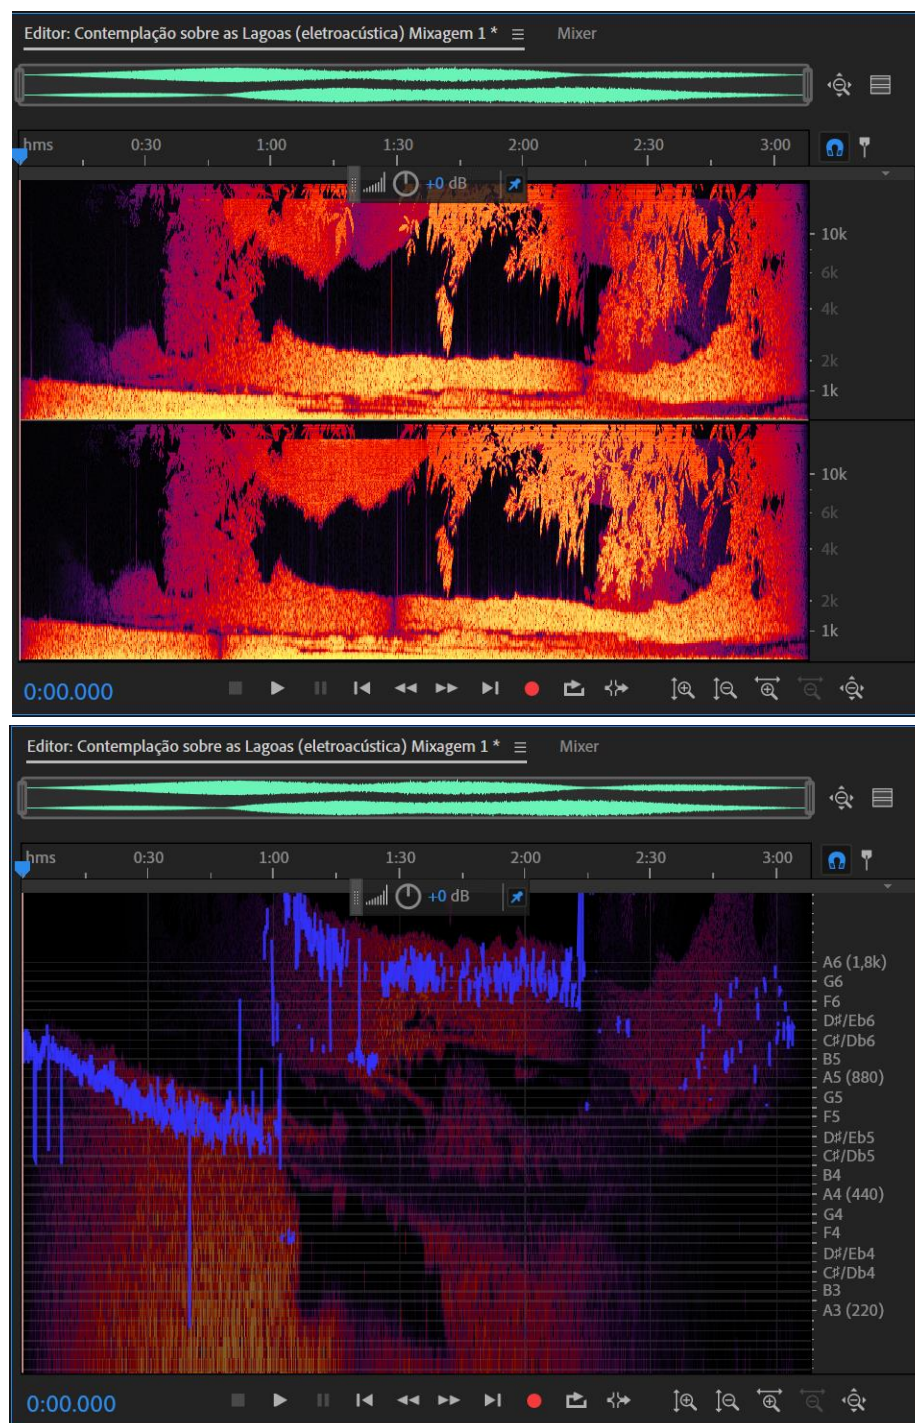 Editor: Contemplação sobre as Lagoas (eletroacústica) Mixagem 1 * Mixer
hms 0:30 1:00 1:30 2:00 2:30 3:00
+0 dB
10k
6k
4k
2k
1k
10k
6k
4k
2k
1k
0:00.000
Editor: Contemplação sobre as Lagoas (eletroacústica) Mixagem 1 * Mixer
hms 0:30 1:00 1:30 2:00 2:30 3:00
+0 dB
A6 (1,8k)
G6
F6
D♯/Eb6
C♯/Db6
B5
A5 (880)
G5
F5
D♯/Eb5
C♯/Db5
B4
A4 (440)
G4
F4
D♯/Eb4
C♯/Db4
B3
A3 (220)
0:00.000